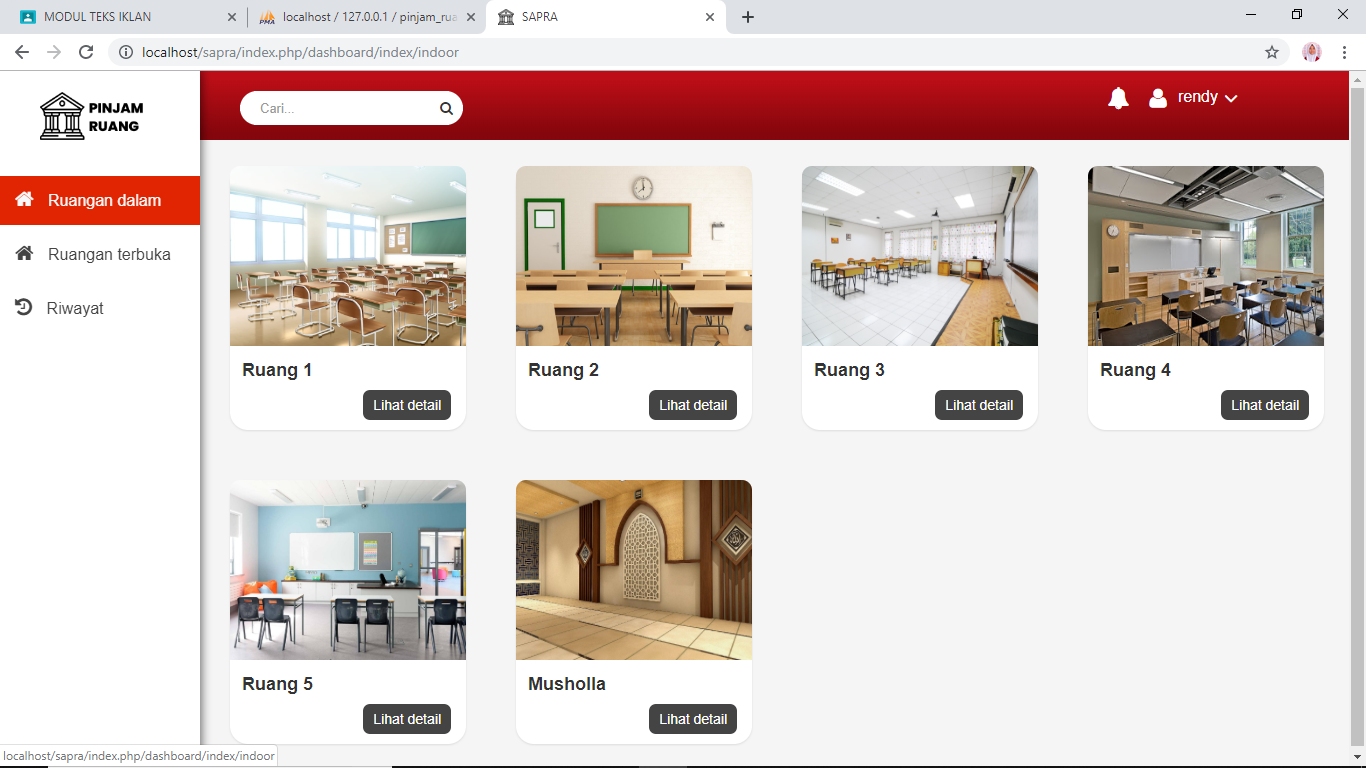 MODUL TEKS IKLAN
localhost / 127.0.0.1 / pinjam_rua
SAPRA
localhost/sapra/index.php/dashboard/index/indoor
PINJAM
RUANG
Cari...
rendy
Ruangan dalam
Ruangan terbuka
Riwayat
Ruang 1
Lihat detail
Ruang 2
Lihat detail
Ruang 3
Lihat detail
Ruang 4
Lihat detail
Ruang 5
Lihat detail
Musholla
Lihat detail
localhost/sapra/index.php/dashboard/index/indoor